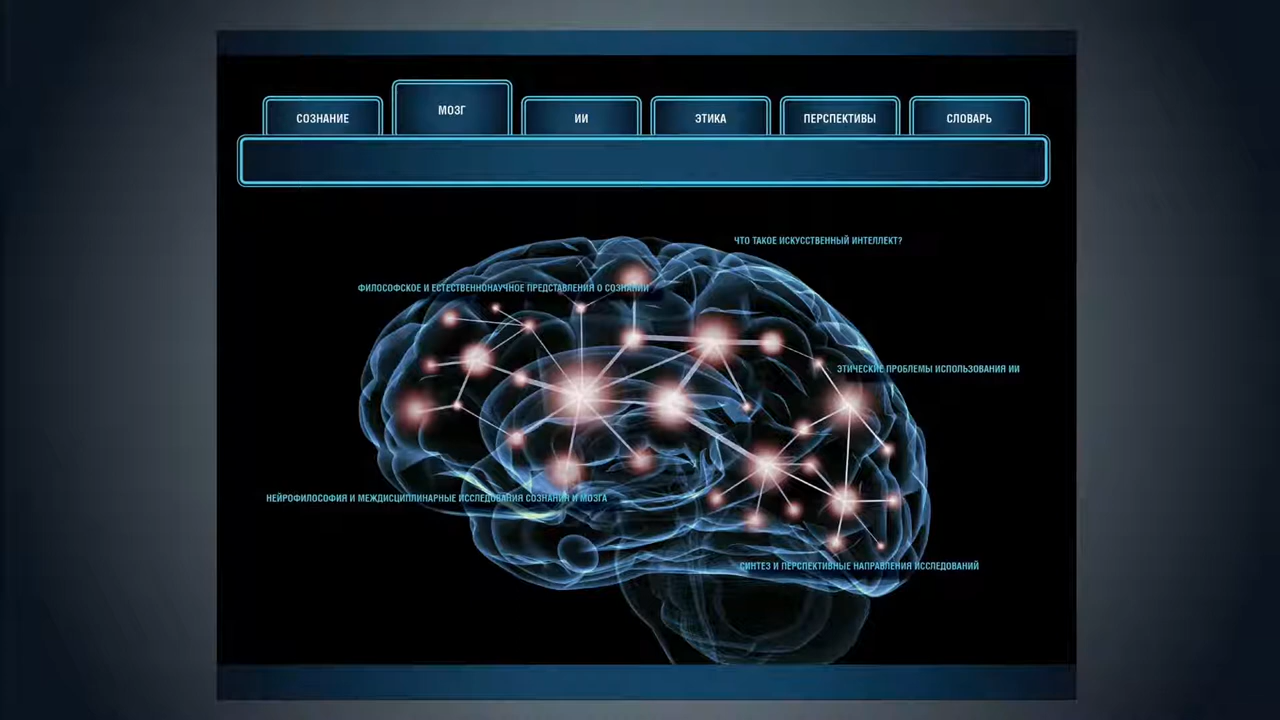 СОЗНАНИЕ
МОЗГ
ИИ
ЭТИКА
ПЕРСПЕКТИВЫ
СЛОВАРЬ
ЧТО ТАКОЕ ИСКУССТВЕННЫЙ ИНТЕЛЛЕКТ?
ФИЛОСОФСКОЕ И ЕСТЕСТВЕННОНАУЧНОЕ ПРЕДСТАВЛЕНИЯ О СОЗНАНИИ
ЭТИЧЕСКИЕ ПРОБЛЕМЫ ИСПОЛЬЗОВАНИЯ ИИ
НЕЙРОФИЛОСОФИЯ И МЕЖДИСЦИПЛИНАРНЫЕ ИССЛЕДОВАНИЯ СОЗНАНИЯ И МОЗГА
СИНТЕЗ И ПЕРСПЕКТИВНЫЕ НАПРАВЛЕНИЯ ИССЛЕДОВАНИЙ